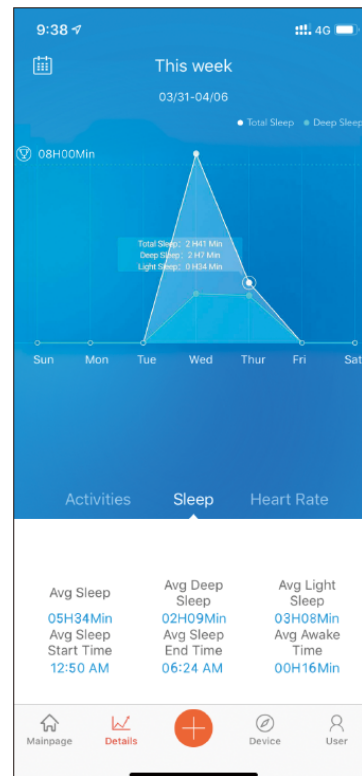 9:38 4G
This week
03/31-04/06
Total Sleep Deep Sleep
08H00Min
Total Sleep: 2 H41 Min
Deep Sleep: 2 H7 Min
Light Sleep: 0 H34 Min
Sun Mon Tue Wed Thur Fri Sat
Activities Sleep Heart Rate
Avg Sleep
05H34Min
Avg Deep
Sleep
02H09Min
Avg Light
Sleep
03H08Min
Avg Sleep
Start Time
12:50 AM
Avg Sleep
End Time
06:24 AM
Avg Awake
Time
00H16Min
Mainpage Details Device User